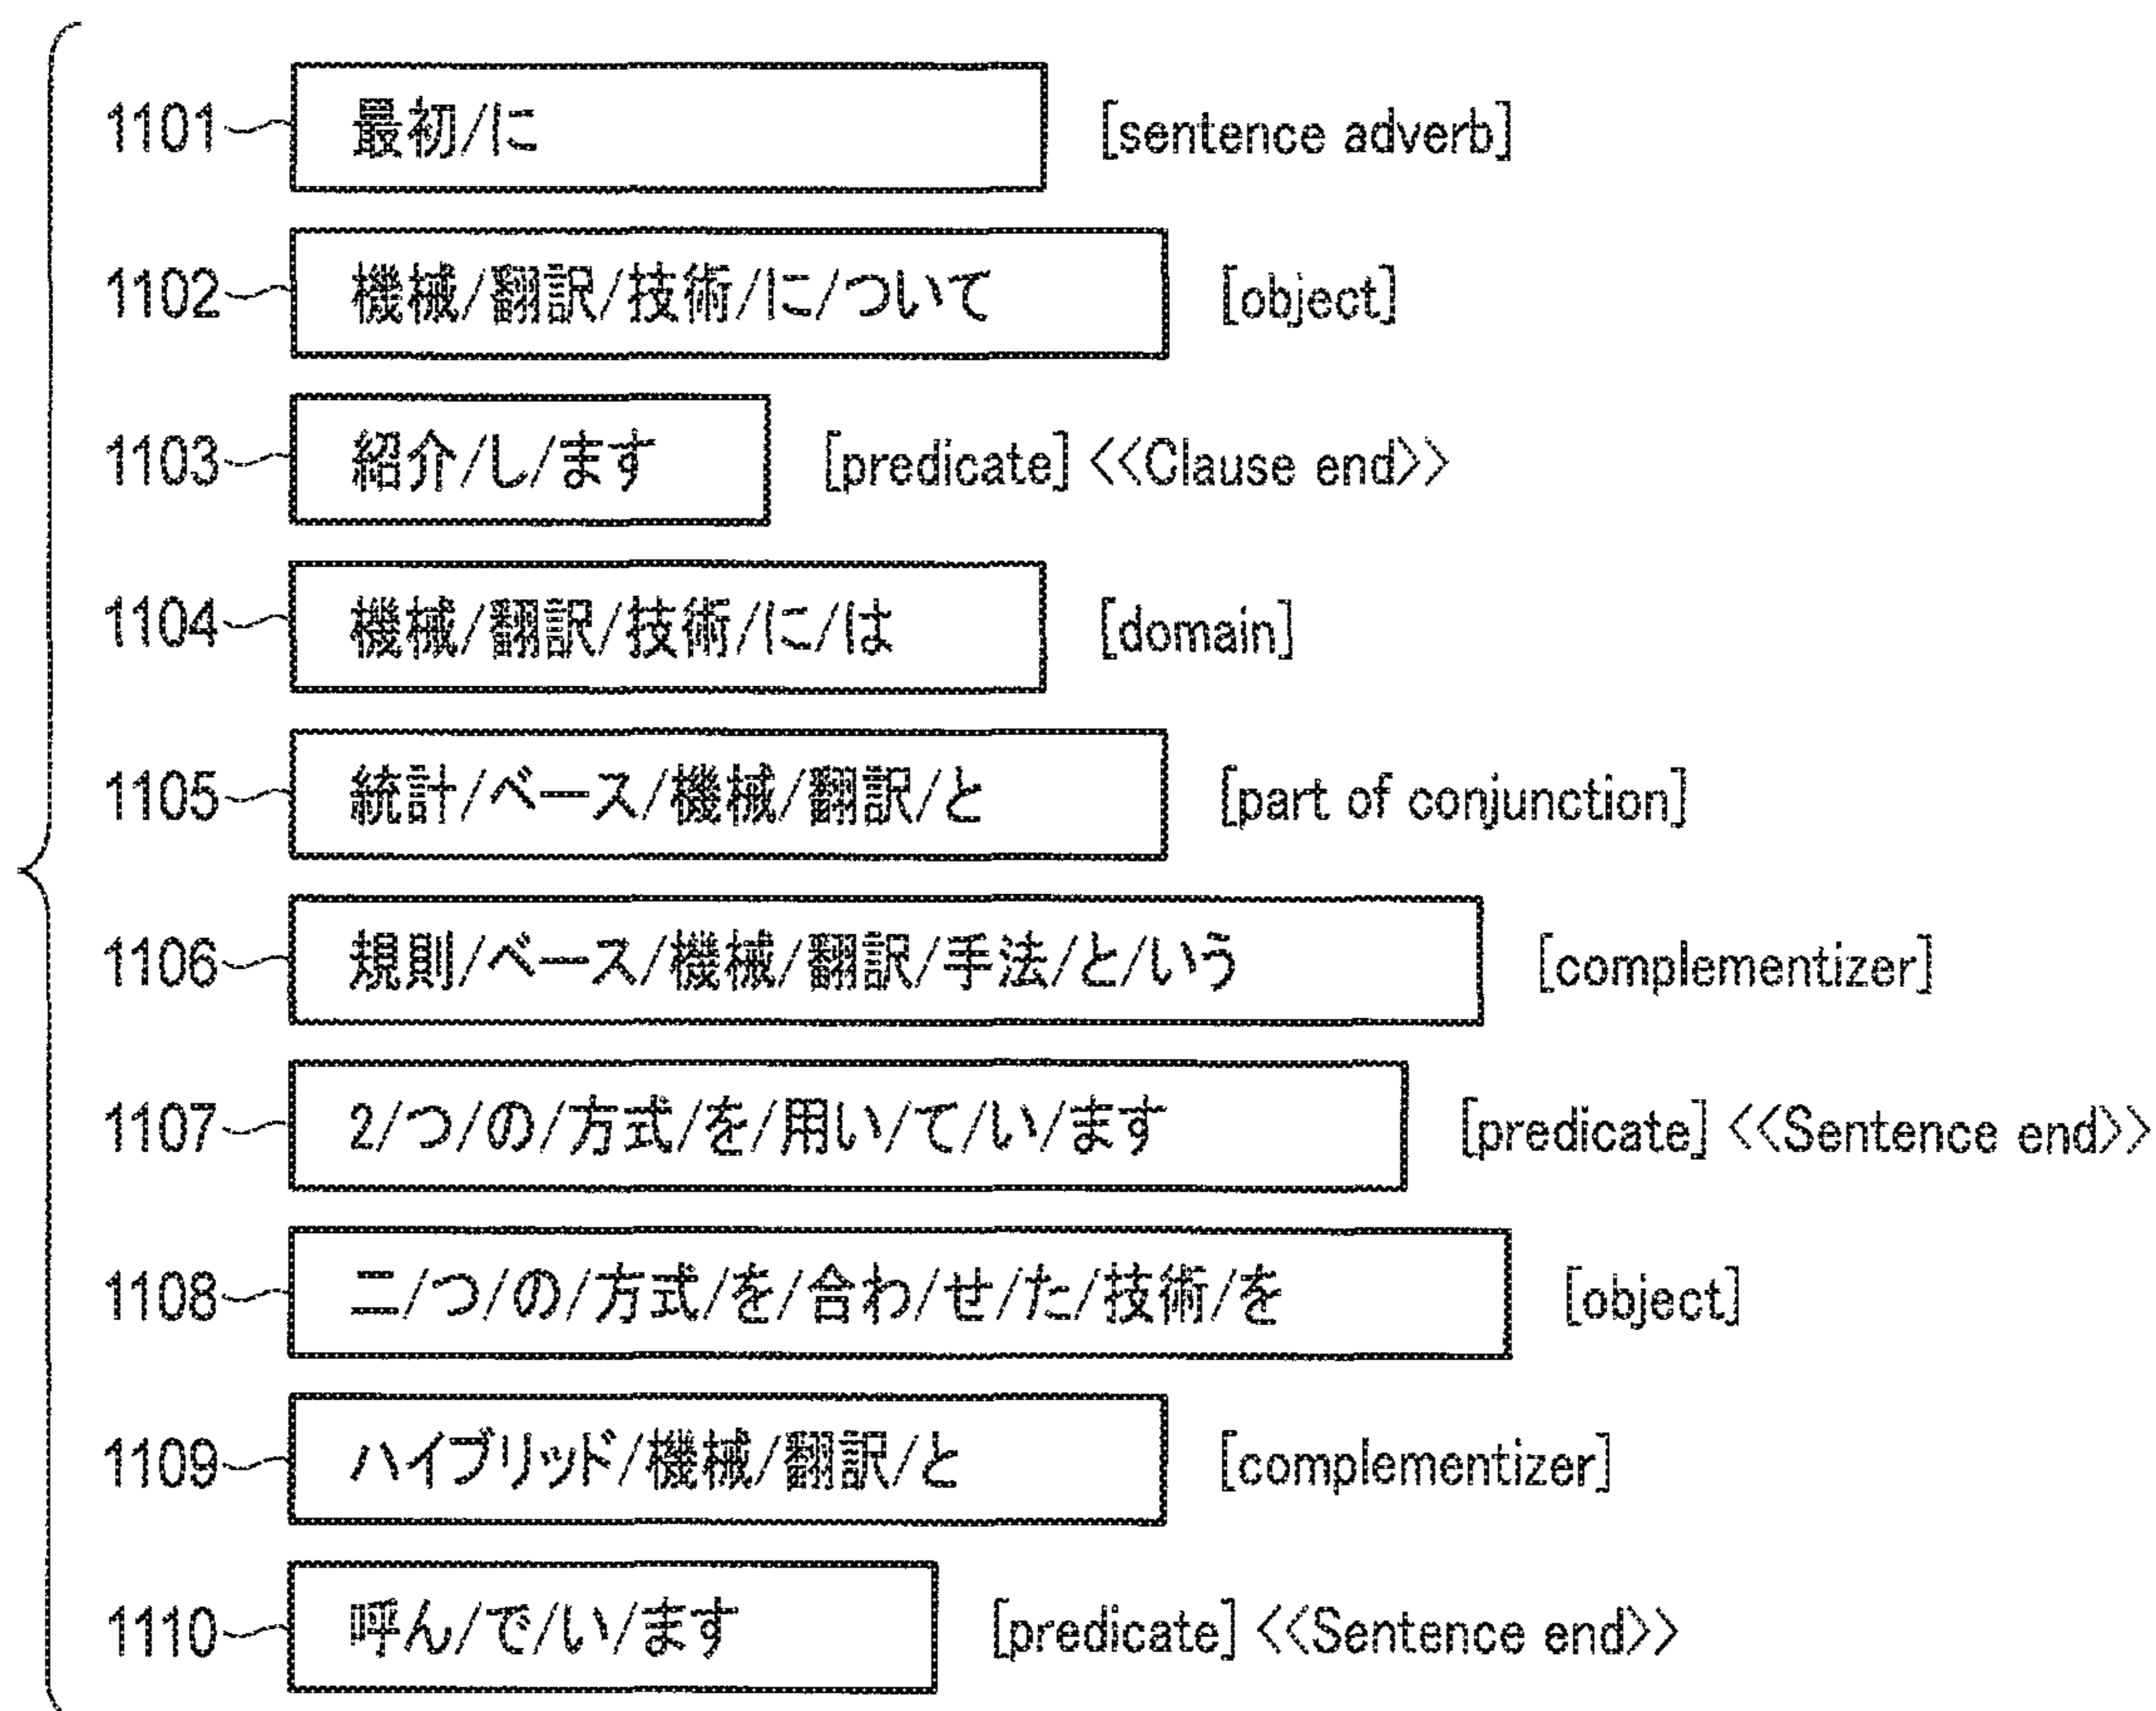 1101 最初/に [sentence adverb]
1102 機械/翻訳/技術/に/ついて [object]
1103 紹介/し/ます [predicate] <<Clause end>>
1104 機械/翻訳/技術/に/は [domain]
1105 統計/ベース/機械/翻訳/と [part of conjunction]
1106 規則/ベース/機械/翻訳/手法/と/いう [complementizer]
1107 2/つ/の/方式/を/用い/て/い/ます [predicate] <<Sentence end>>
1108 二/つ/の/方式/を/合わ/せ/た/技術/を [object]
1109 ハイブリッド/機械/翻訳/と [complementizer]
1110 呼ん/で/い/ます [predicate] <<Sentence end>>